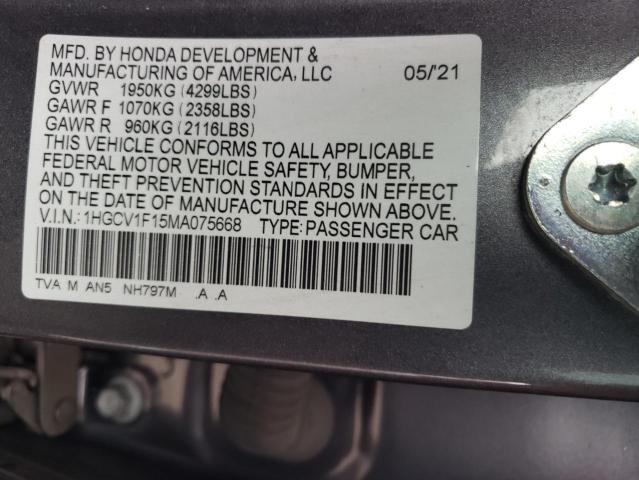 MFD. BY HONDA DEVELOPMENT &
MANUFACTURING OF AMERICA, LLC 05/'21
GVWR 1950KG (4299LBS)
GAWR F 1070KG (2358LBS)
GAWR R 960KG (2116LBS)
THIS VEHICLE CONFORMS TO ALL APPLICABLE
FEDERAL MOTOR VEHICLE SAFETY, BUMPER,
AND THEFT PREVENTION STANDARDS IN EFFECT
ON THE DATE OF MANUFACTURE SHOWN ABOVE.
V.I.N.:1HGCV1F15MA075668 TYPE:PASSENGER CAR
TVA M AN5 NH797M .A .A